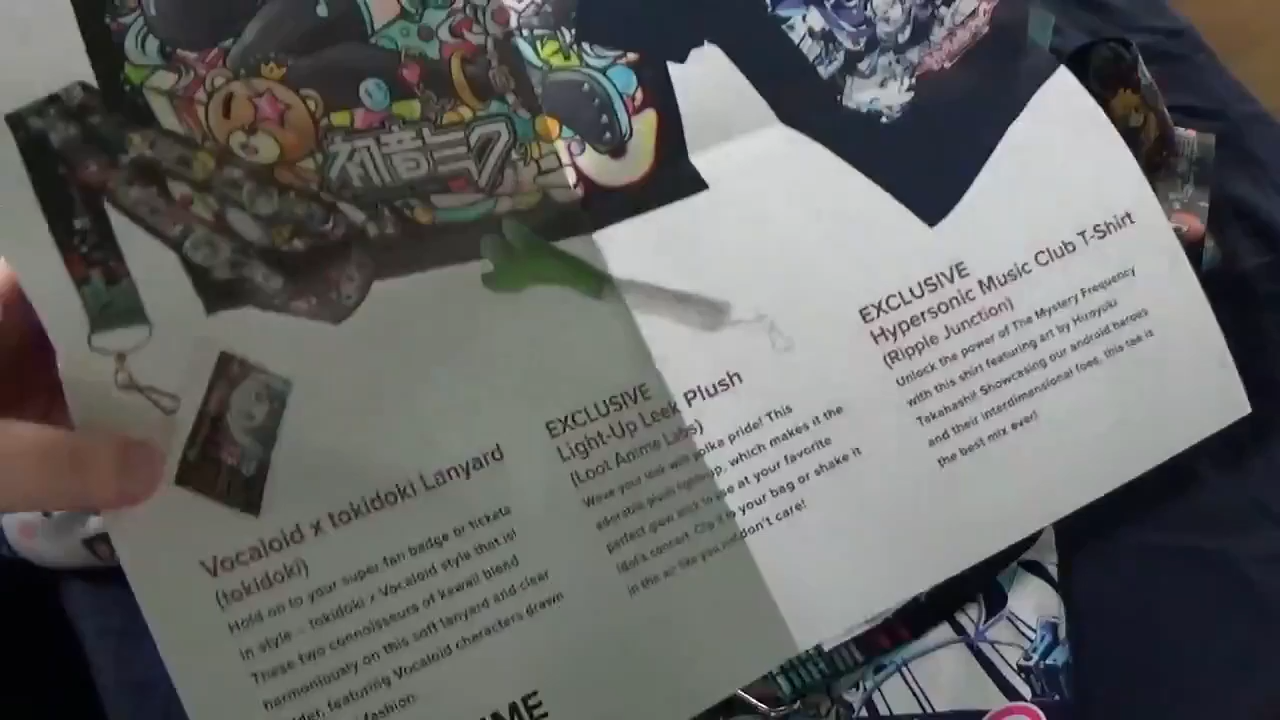 初音ミク
Vocaloid x tokidoki Lanyard
(tokidoki)
Hold on to your super fan badge or tickets
in style – tokidoki x Vocaloid style that is!
These two connoisseurs of kawaii blend
harmoniously on this soft lanyard and clear
featuring Vocaloid characters drawn
fashion.
EXCLUSIVE
Light-Up Leek Plush
(Loot Anime Labs)
Wave your leek with polka pride! This
adorable plush light-up, which makes it the
perfect glow stick to use at your favorite
idol's concert. Clip it to your bag or shake it
in the air like you just don't care!
EXCLUSIVE
Hypersonic Music Club T-Shirt
(Ripple Junction)
Unlock the power of The Mystery Frequency
with this shirt featuring art by Hiroyuki
Takahashi! Showcasing our android heroes
and their interdimensional foes, this tee is
the best mix ever!